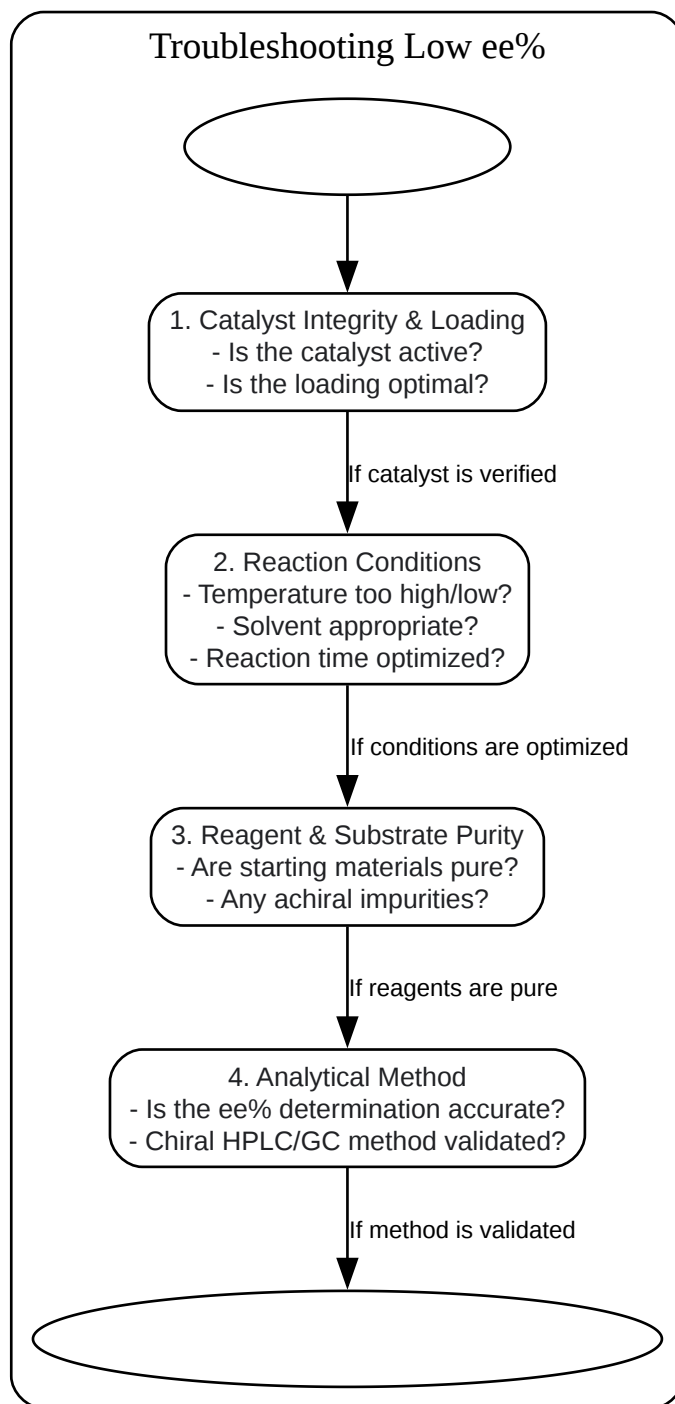 Troubleshooting Low ee%
1. Catalyst Integrity & Loading
- Is the catalyst active?
- Is the loading optimal?
If catalyst is verified
2. Reaction Conditions
- Temperature too high/low?
- Solvent appropriate?
- Reaction time optimized?
If conditions are optimized
3. Reagent & Substrate Purity
- Are starting materials pure?
- Any achiral impurities?
If reagents are pure
4. Analytical Method
- Is the ee% determination accurate?
- Chiral HPLC/GC method validated?
If method is validated